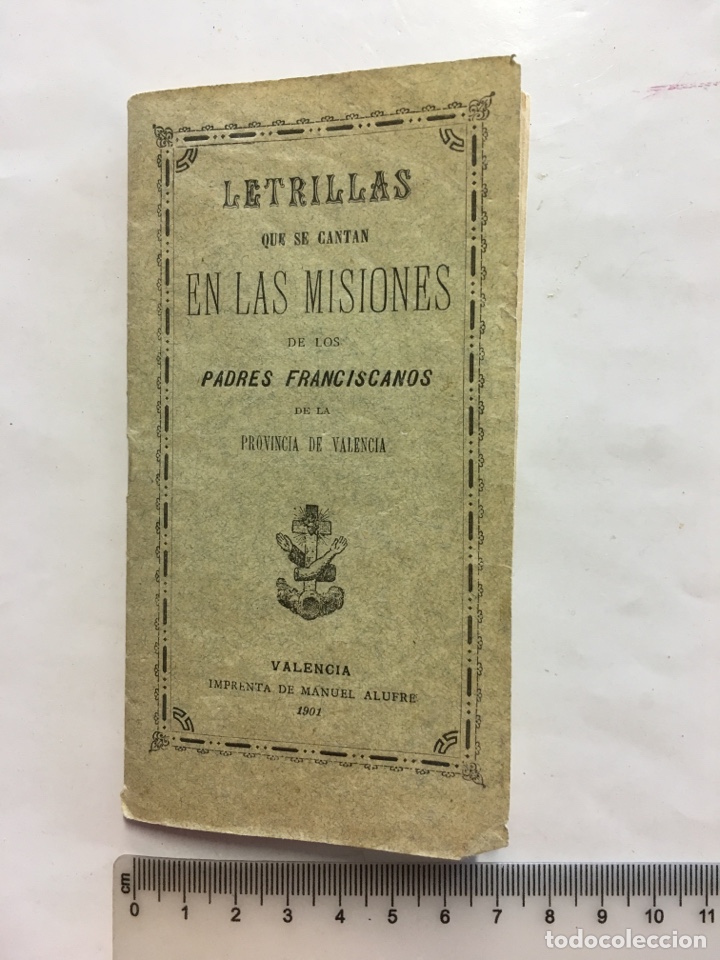 LETRILLAS
QUE SE CANTAN
EN LAS MISIONES
DE LOS
PADRES FRANCISCANOS
DE LA
PROVINCIA DE VALENCIA
VALENCIA
IMPRENTA DE MANUEL ALUFRE
1901
cm
0 1 2 3 4 5 6 7 8 9 10 11
todocoleccion